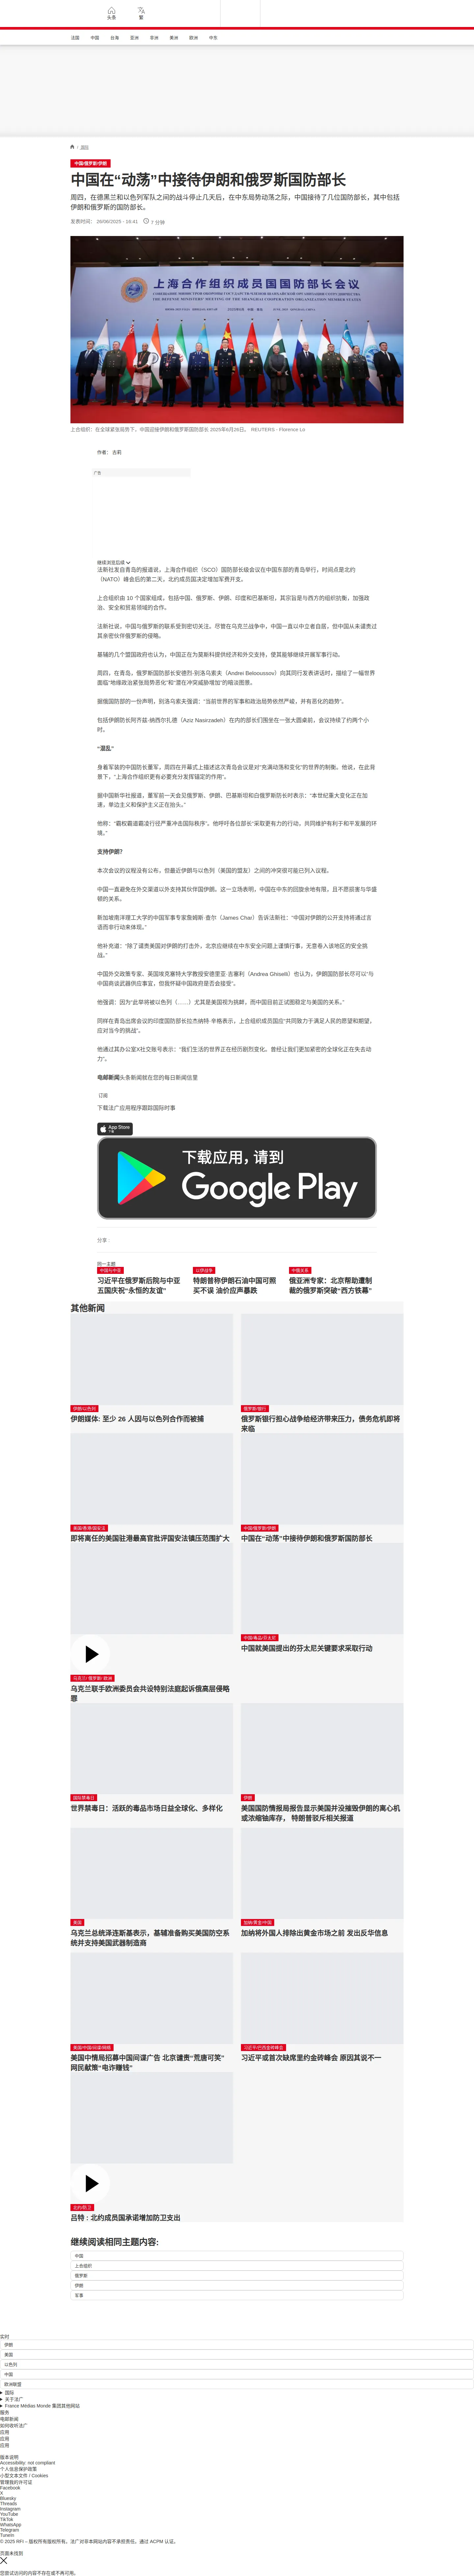 头条
繁
法国
中国
台海
亚洲
非洲
美洲
欧洲
中东
/ 国际
中国/俄罗斯/伊朗
中国在“动荡”中接待伊朗和俄罗斯国防部长
周四，在德黑兰和以色列军队之间的战斗停止几天后，在中东局势动荡之际，中国接待了几位国防部长，其中包括伊朗和俄罗斯的国防部长。
发表时间： 26/06/2025 - 16:41
7 分钟
上海合作组织成员国国防部长会议
上合组织：在全球紧张局势下，中国迎接伊朗和俄罗家国防部长 2025年6月26日。 REUTERS - Florence Lo
作者： 古莉
广告
继续浏览后续
法新社发自青岛的报道说，上海合作组织（SCO）国防部长级会议在中国东部的青岛举行，时间点是北约（NATO）峰会后的第二天。北约成员国决定增加军费开支。
上合组织由 10 个国家组成，包括中国、俄罗斯、伊朗、印度和巴基斯坦，其宗旨是与西方的组织抗衡，加强政治、安全和贸易领域的合作。
法新社说，中国与俄罗斯的联系受到密切关注。尽管在乌克兰战争中，中国一直以中立者自居，但中国从未谴责过其亲密伙伴俄罗斯的侵略。
基辅的几个盟国政府也认为，中国正在为莫斯科提供经济和外交支持，使其能够继续开展军事行动。
周四，在青岛，俄罗斯国防部长安德烈·别洛乌索夫（Andrei Beloousov）向其同行发表讲话时，描绘了一幅世界面临“地缘政治紧张局势恶化”和“潜在冲突威胁增加”的暗淡图景。
据俄国防部的一份声明，别洛乌索夫强调：“当前世界的军事和政治局势依然严峻，并有恶化的趋势”。
包括伊朗防长阿齐兹-纳西尔扎德（Aziz Nasirzadeh）在内的部长们围坐在一张大圆桌前，会议持续了约两个小时。
“混乱”
身着军装的中国防长董军，周四在开幕式上描述这次青岛会议是对“充满动荡和变化”的世界的制衡。他说，在此背景下，“上海合作组织更有必要充分发挥锚定的作用”。
据中国新华社报道，董军前一天会见俄罗斯、伊朗、巴基斯坦和白俄罗斯防长时表示：“本世纪重大变化正在加速，单边主义和保护主义正在抬头。”
他称：“霸权霸道霸凌行径严重冲击国际秩序”。他呼吁各位部长“采取更有力的行动，共同维护有利于和平发展的环境。”
支持伊朗？
本次会议的议程没有公布，但最近伊朗与以色列（美国的盟友）之间的冲突很可能已列入议程。
中国一直避免在外交渠道以外支持其伙伴伊朗。这一立场表明，中国在中东的回旋余地有限，且不愿损害与华盛顿的关系。
新加坡南洋理工大学的中国军事专家詹姆斯·查尔（James Char）告诉法新社：“中国对伊朗的公开支持将通过言语而非行动来体现。”
他补充道：“除了谴责美国对伊朗的打击外，北京应继续在中东安全问题上谨慎行事，无意卷入该地区的安全挑战。”
中国外交政策专家、英国埃克塞特大学教授安德里亚·吉塞利（Andrea Ghiselli）也认为，伊朗国防部长尽可以“与中国商谈武器供应事宜，但我怀疑中国政府是否会接受”。
他强调：因为“此举将被以色列（……）尤其是美国视为挑衅，而中国目前正试图稳定与美国的关系。”
同样在青岛出席会议的印度国防部长拉杰纳特·辛格表示，上合组织成员国应“共同致力于满足人民的愿望和期望，应对当今的挑战”。
他通过其办公室X社交账号表示：“我们生活的世界正在经历剧烈变化。曾经让我们更加紧密的全球化正在失去动力”。
电邮新闻头条新闻就在您的每日新闻信里
订阅
下载法广应用程序跟踪国际时事
App Store
下载应用，请到
Google Play
分享 :
同一主题
中国与中亚
习近平在俄罗斯后院与中亚五国庆祝“永恒的友谊”
以伊战争
特朗普称伊朗石油中国可照买不误 油价应声暴跌
中俄关系
俄亚洲专家：北京帮助遭制裁的俄罗斯突破“西方铁幕”
其他新闻
伊朗/以色列
伊朗媒体: 至少 26 人因与以色列合作而被捕
俄罗斯/银行
俄罗斯银行担心战争给经济带来压力，债务危机即将来临
美国/香港/国安法
即将离任的美国驻港最高官批评国安法镇压范围扩大
中国/俄罗斯/伊朗
中国在“动荡”中接待伊朗和俄罗斯国防部长
乌克兰/ 俄罗斯/ 欧洲
乌克兰联手欧洲委员会共设特别法庭起诉俄高层侵略罪
中国/毒品/芬太尼
中国就美国提出的芬太尼关键要求采取行动
国际禁毒日
世界禁毒日：活跃的毒品市场日益全球化、多样化
伊朗
美国国防情报局报告显示美国并没摧毁伊朗的离心机或浓缩铀库存， 特朗普驳斥相关报道
美国
乌克兰总统泽连斯基表示，基辅准备购买美国防空系统并支持美国武器制造商
加纳/黄金/中国
加纳将外国人排除出黄金市场之前 发出反华信息
美国/中国/间谍/网络
美国中情局招募中国间谍广告 北京谴责“荒唐可笑” 网民献策“电诈赚钱”
习近平/巴西金砖峰会
习近平或首次缺席里约金砖峰会 原因其说不一
北约/防卫
吕特 : 北约成员国承诺增加防卫支出
继续阅读相同主题内容:
中国
上合组织
俄罗斯
伊朗
军事
实时
伊朗
美国
以色列
中国
欧洲联盟
国际
关于法广
France Médias Monde 集团其他网站
服务
电邮新闻
如何收听法广
应用
应用
应用
版本说明
Accessibility: not compliant
个人信息保护政策
小型文本文件 / Cookies
管理我的许可证
Facebook
X
Bluesky
Threads
Instagram
YouTube
TikTok
WhatsApp
Telegram
TuneIn
© 2025 RFI – 版权所有版权所有。法广对非本网站内容不承担责任。通过 ACPM 认证。
页面未找到
您尝试访问的内容不存在或不再可用。